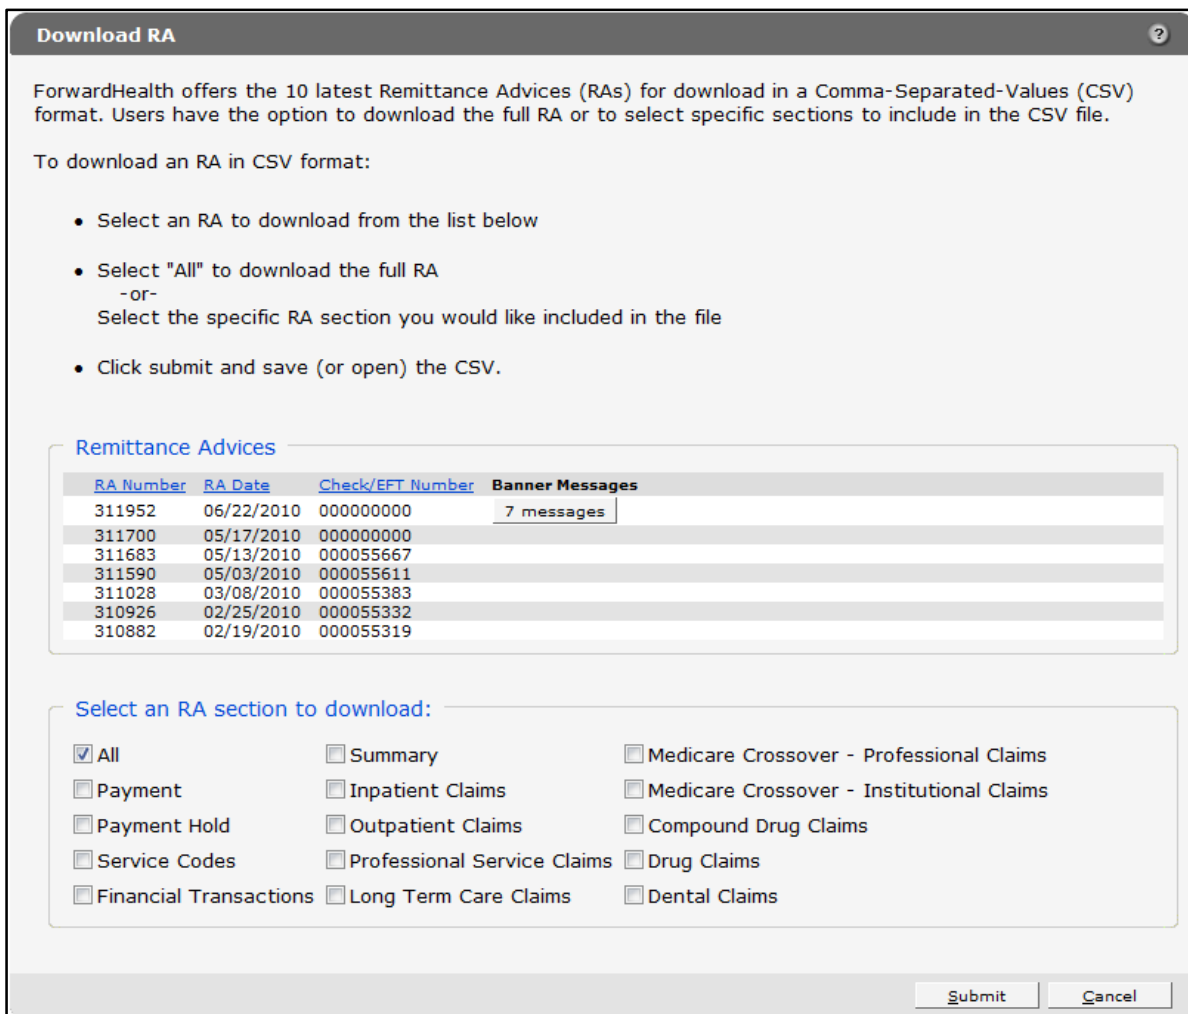 Download RA
?
ForwardHealth offers the 10 latest Remittance Advices (RAs) for download in a Comma-Separated-Values (CSV)
format. Users have the option to download the full RA or to select specific sections to include in the CSV file.
To download an RA in CSV format:
• Select an RA to download from the list below
• Select "All" to download the full RA
-or-
Select the specific RA section you would like included in the file
• Click submit and save (or open) the CSV.
Remittance Advices
RA Number RA Date Check/EFT Number Banner Messages
311952 06/22/2010 000000000 7 messages
311700 05/17/2010 000000000
311683 05/13/2010 000055667
311590 05/03/2010 000055611
311028 03/08/2010 000055383
310926 02/25/2010 000055332
310882 02/19/2010 000055319
Select an RA section to download:
All Summary Medicare Crossover - Professional Claims
Payment Inpatient Claims Medicare Crossover - Institutional Claims
Payment Hold Outpatient Claims Compound Drug Claims
Service Codes Professional Service Claims Drug Claims
Financial Transactions Long Term Care Claims Dental Claims
Submit Cancel